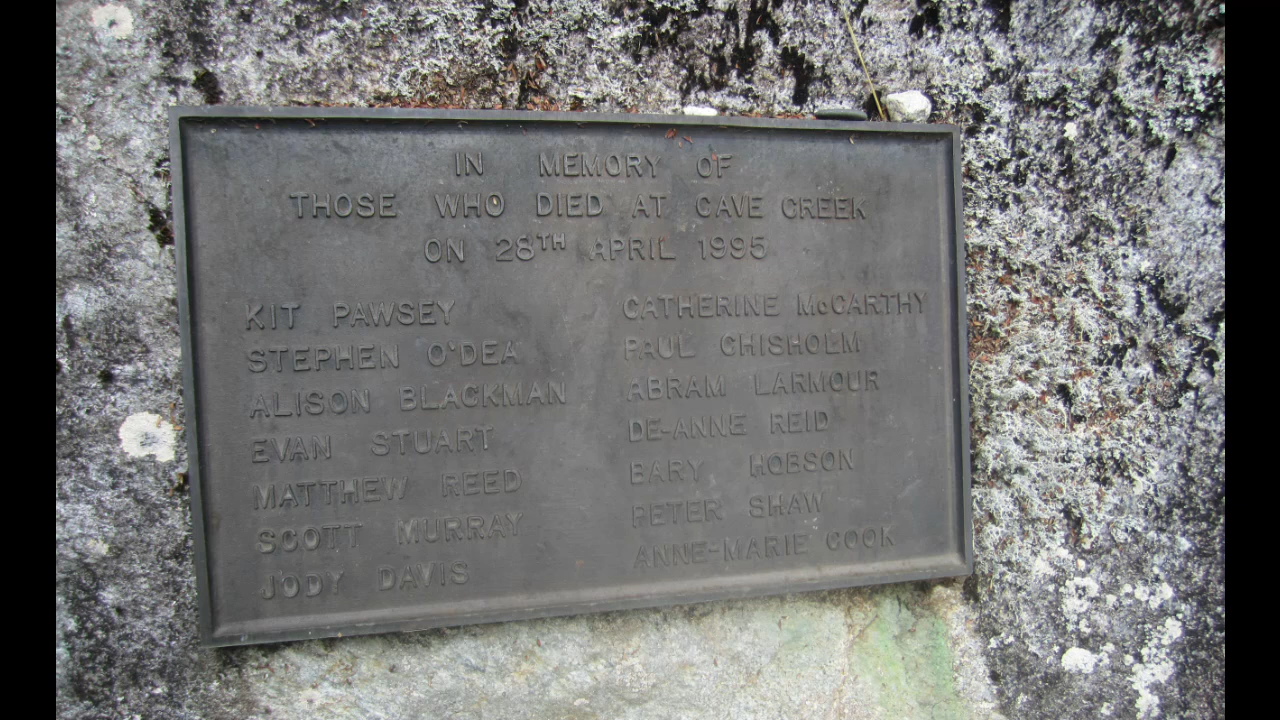 IN MEMORY OF
THOSE WHO DIED AT CAVE CREEK
ON 28TH APRIL 1995
KIT PAWSEY
STEPHEN O'DEA
ALISON BLACKMAN
EVAN STUART
MATTHEW REED
SCOTT MURRAY
JODY DAVIS
CATHERINE McCARTHY
PAUL CHISHOLM
ABRAM LARMOUR
DE-ANNE REID
BARY HOBSON
PETER SHAW
ANNE-MARIE COOK